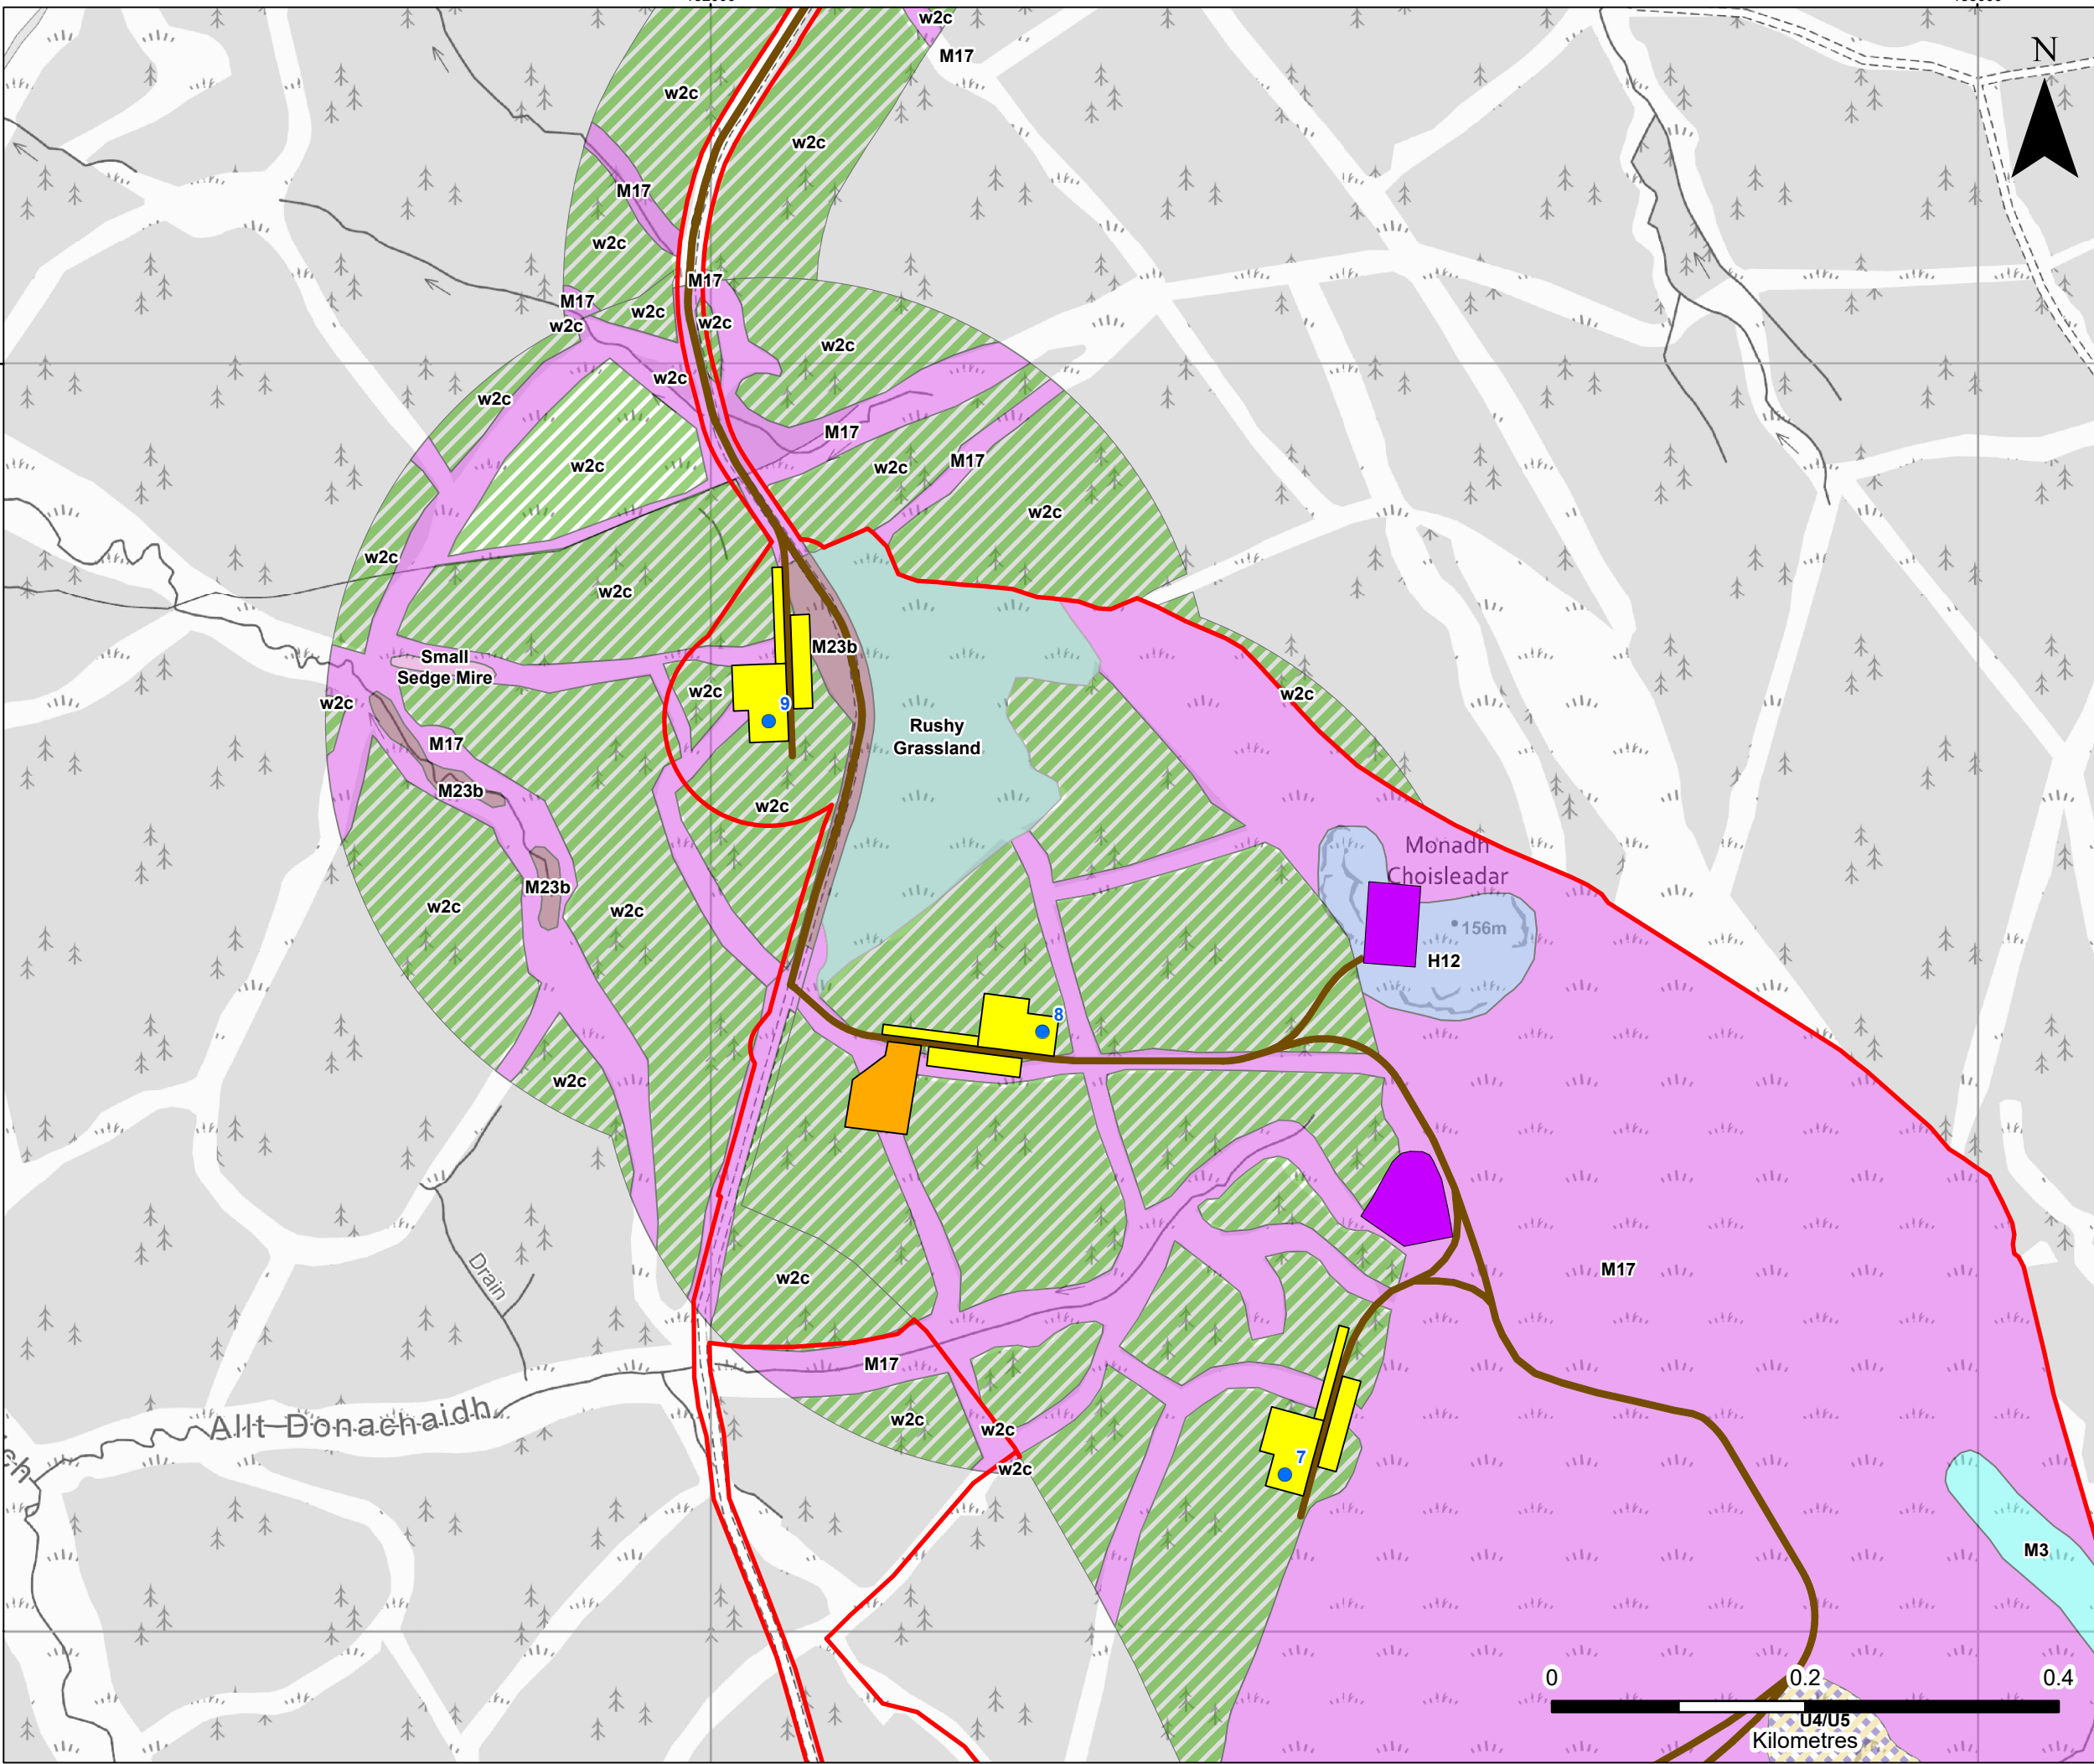 w2c
M17
N
w2c
w2c
M17
w2c
M17
M17
w2c
w2c
w2c
w2c
w2c
w2c
M17
w2c
w2c
M17
w2c
w2c
w2c
M23b
Small
Sedge Mire
w2c
9
w2c
w2c
Rushy
Grassland
M17
M23b
w2c
Monadh
Choisleadar
M23b
w2c
w2c
156m
H12
8
w2c
Drain
w2c
M17
M17
Allt Donachaidh
w2c
w2c
7
w2c
M3
0
0.2
0.4
U4/U5
Kilometres